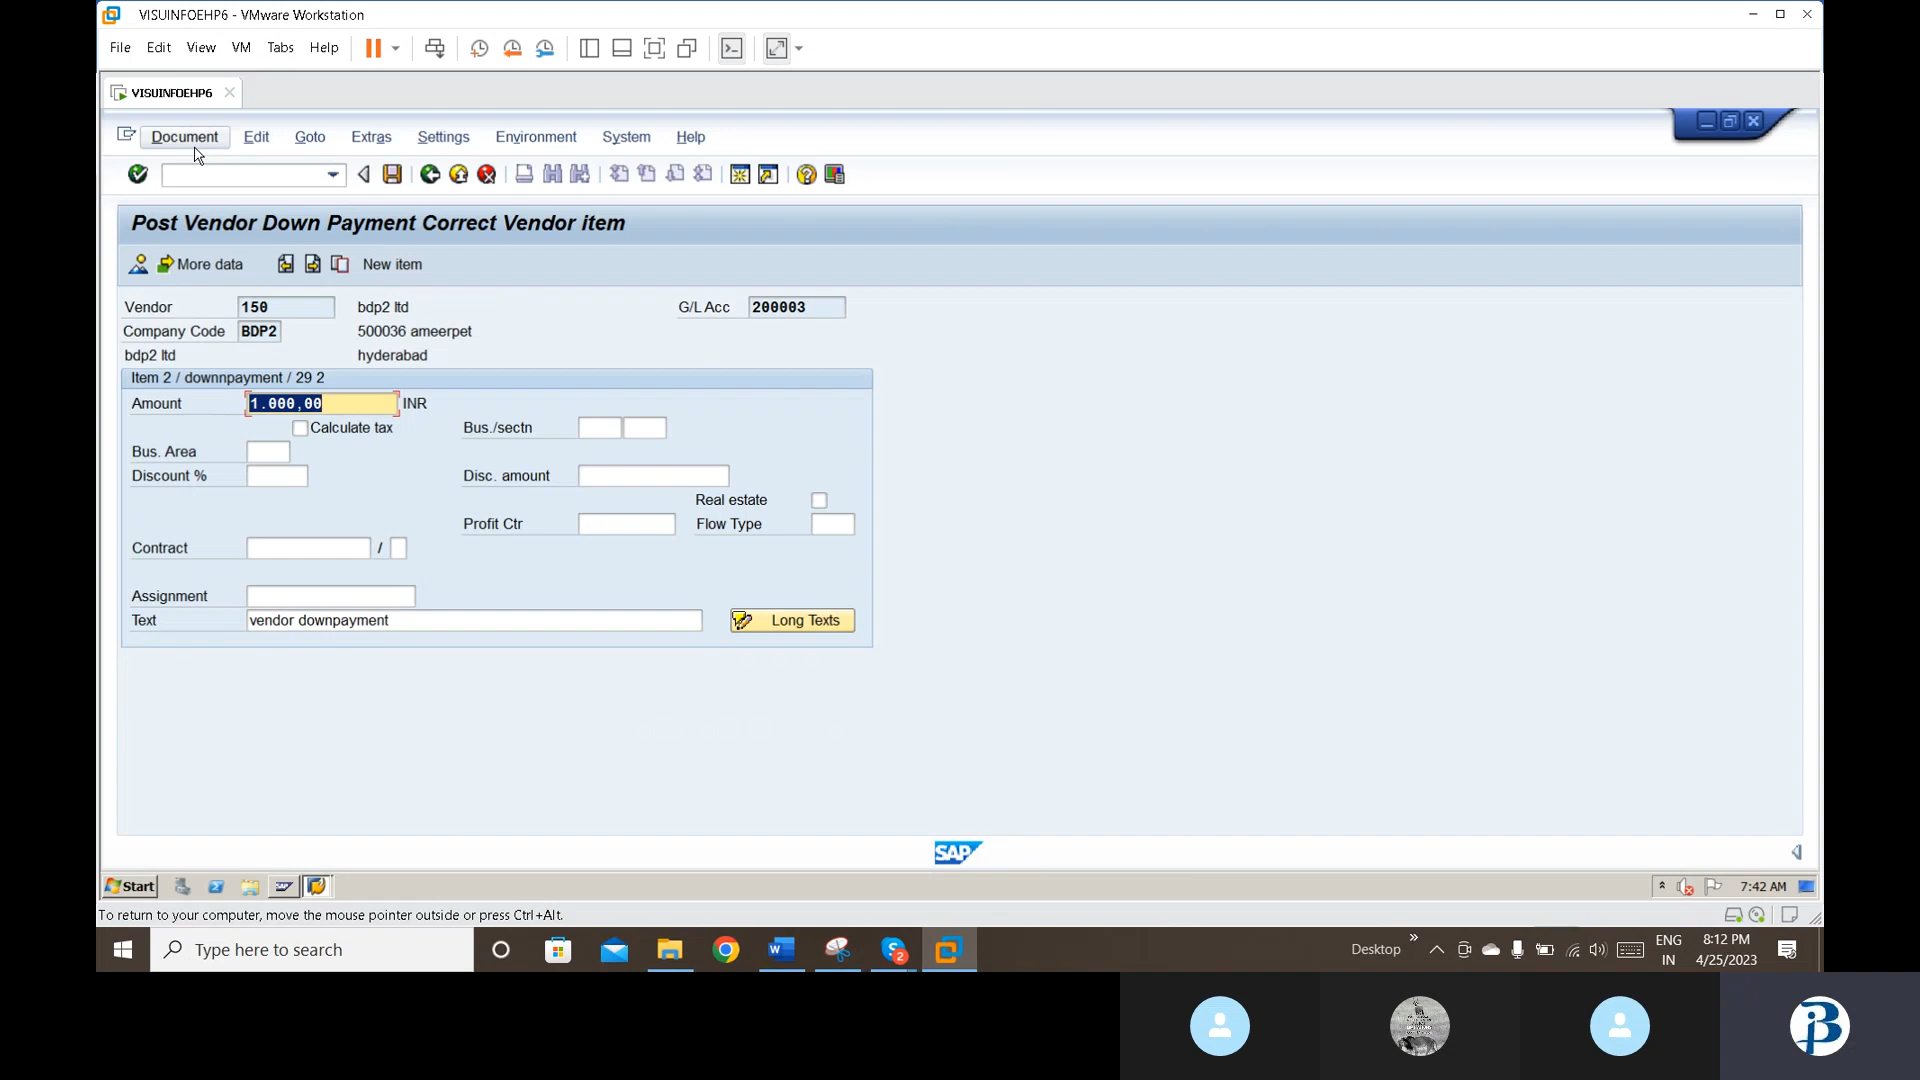 VISUINFOEHP6 - VMware Workstation
File Edit View VM Tabs Help
VISUINFOEHP6
Document Edit Goto Extras Settings Environment System Help
Post Vendor Down Payment Correct Vendor item
More data New item
Vendor 150 bdp2 ltd G/L Acc 200003
Company Code BDP2 500036 ameerpet
bdp2 ltd hyderabad
Item 2 / downnpayment / 29 2
Amount 1.000,00 INR
Calculate tax Bus./sectn
Bus. Area
Discount % Disc. amount
Real estate
Profit Ctr Flow Type
Contract /
Assignment
Text vendor downpayment Long Texts
SAP
Start 7:42 AM
To return to your computer, move the mouse pointer outside or press Ctrl+Alt.
Type here to search Desktop ENG 8:12 PM
IN 4/25/2023